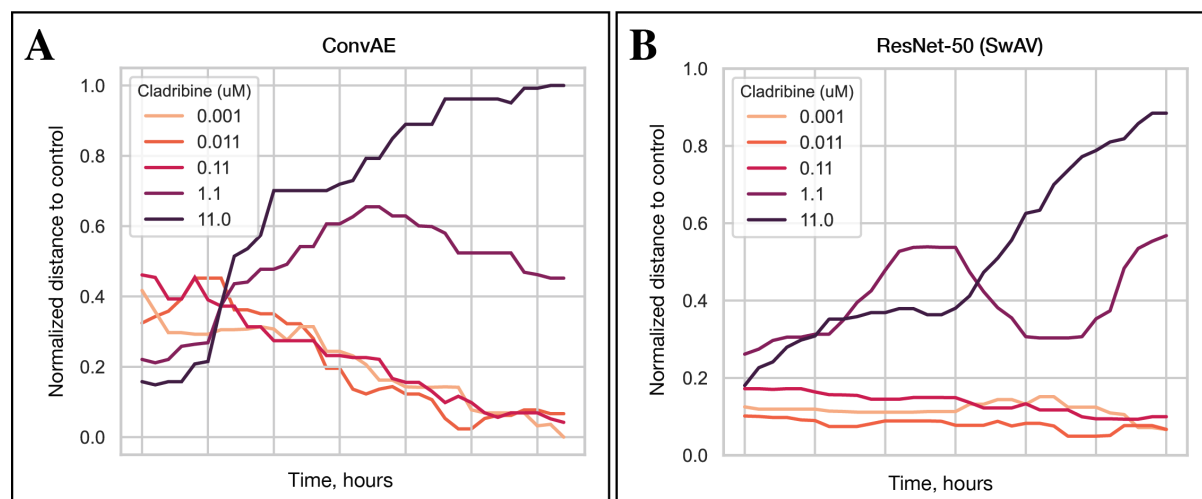 A
ConvAE
Normalized distance to control
1.0
0.8
0.6
0.4
0.2
0.0
Cladribine (uM)
0.001
0.011
0.11
1.1
11.0
Time, hours
B
ResNet-50 (SwAV)
Normalized distance to control
1.0
0.8
0.6
0.4
0.2
0.0
Cladribine (uM)
0.001
0.011
0.11
1.1
11.0
Time, hours